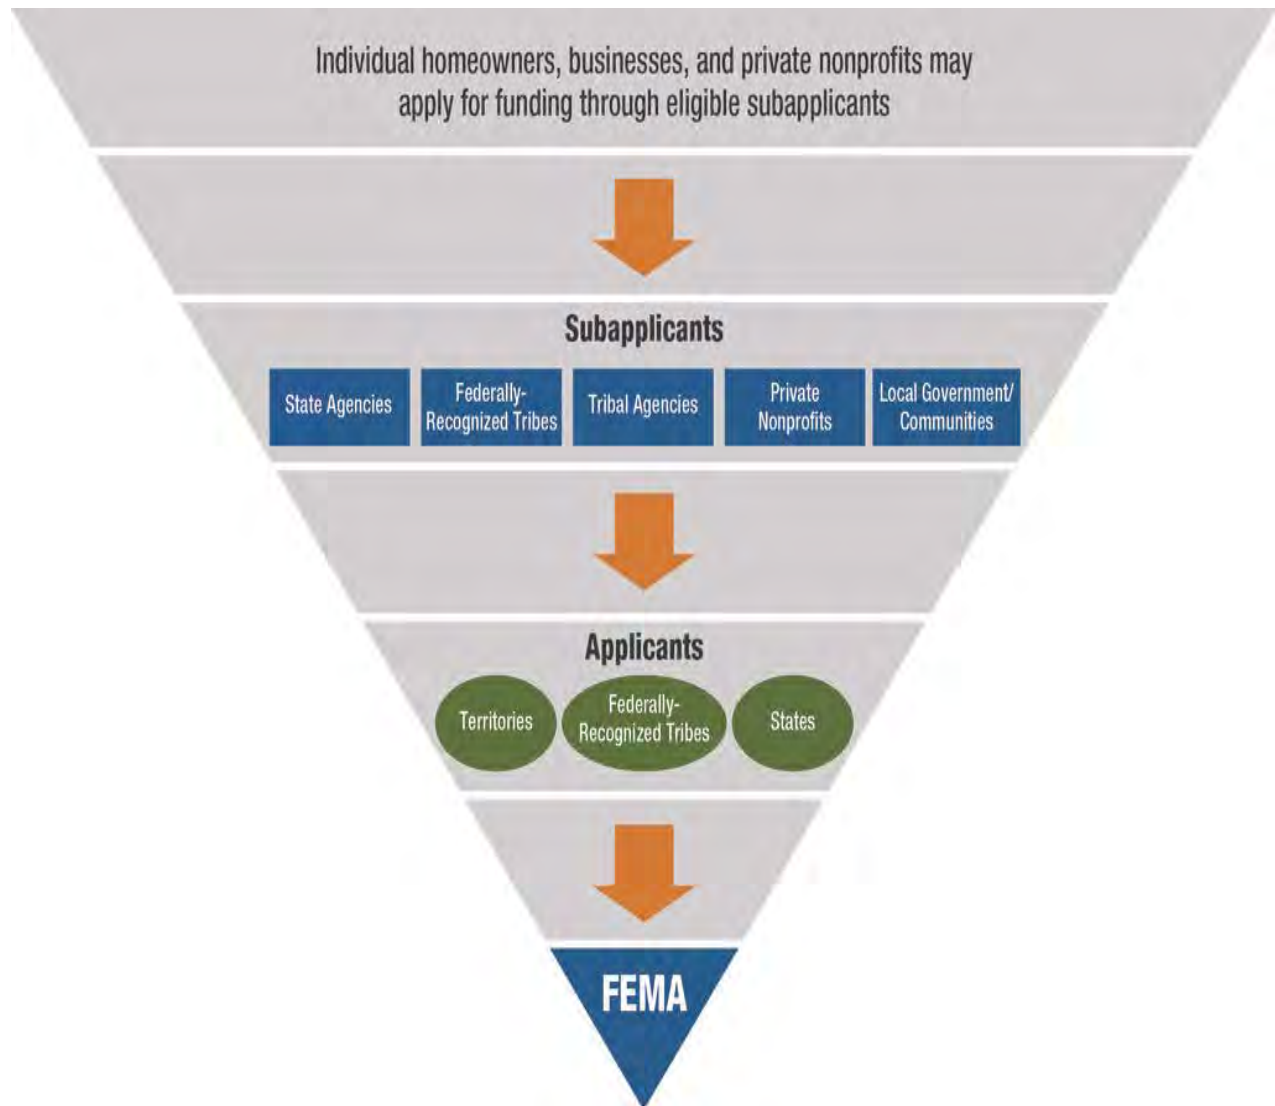 Individual homeowners, businesses, and private nonprofits may
apply for funding through eligible subapplicants
Subapplicants
State Agencies
Federally-
Recognized Tribes
Tribal Agencies
Private
Nonprofits
Local Government/
Communities
Applicants
Territories
Federally-
Recognized Tribes
States
FEMA